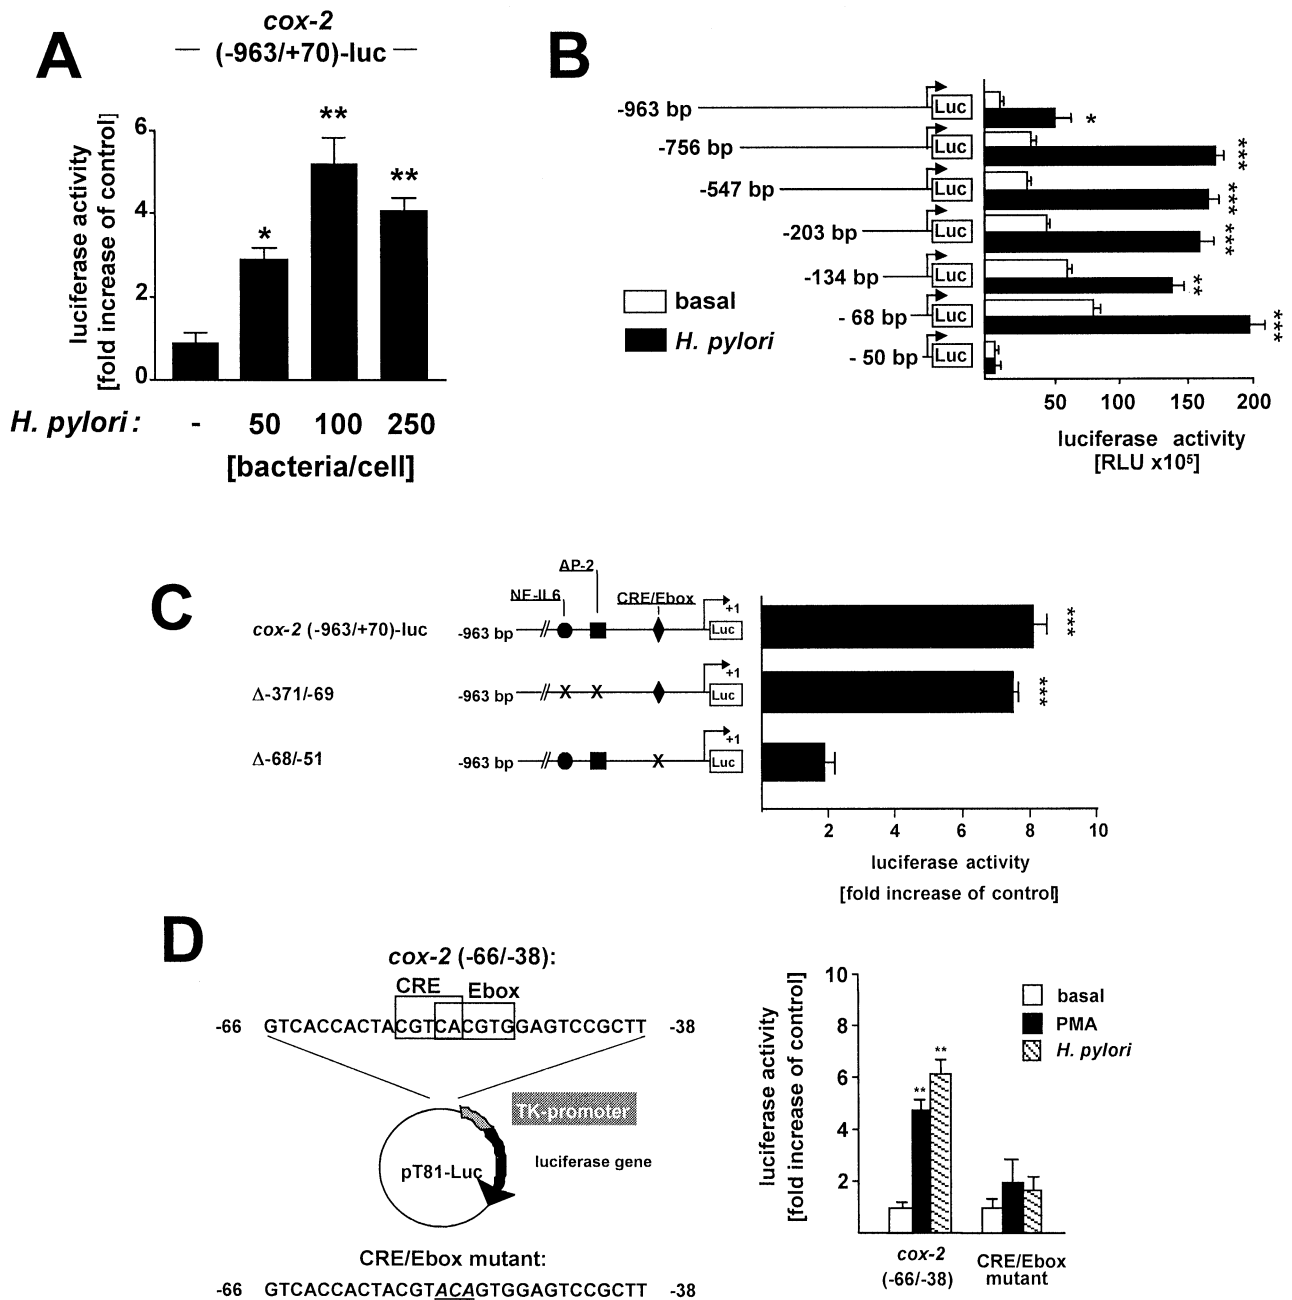 A
cox-2
(-963/+70)-luc
luciferase activity
[fold increase of control]
6
4
2
0
*
**
**
H. pylori: - 50 100 250
[bacteria/cell]
B
-963 bp Luc *
-756 bp Luc ***
-547 bp Luc ***
-203 bp Luc ***
-134 bp Luc **
- 68 bp Luc ***
- 50 bp Luc
basal
H. pylori
50 100 150 200
luciferase activity
[RLU x10⁵]
C
AP-2
NF-IL6 CRE/Ebox
cox-2 (-963/+70)-luc -963 bp // +1 Luc ***
Δ-371/-69 -963 bp // X X +1 Luc ***
Δ-68/-51 -963 bp // X +1 Luc
2 4 6 8 10
luciferase activity
[fold increase of control]
D
cox-2 (-66/-38):
CRE Ebox
-66 GTCACCACTACGTCACGTGGAGTCCGCTT -38
TK-promoter
pT81-Luc
luciferase gene
CRE/Ebox mutant:
-66 GTCACCACTACGTACAGTGGAGTCCGCTT -38
luciferase activity
[fold increase of control]
10
8
6
4
2
basal
PMA
H. pylori
**
**
cox-2
(-66/-38)
CRE/Ebox
mutant